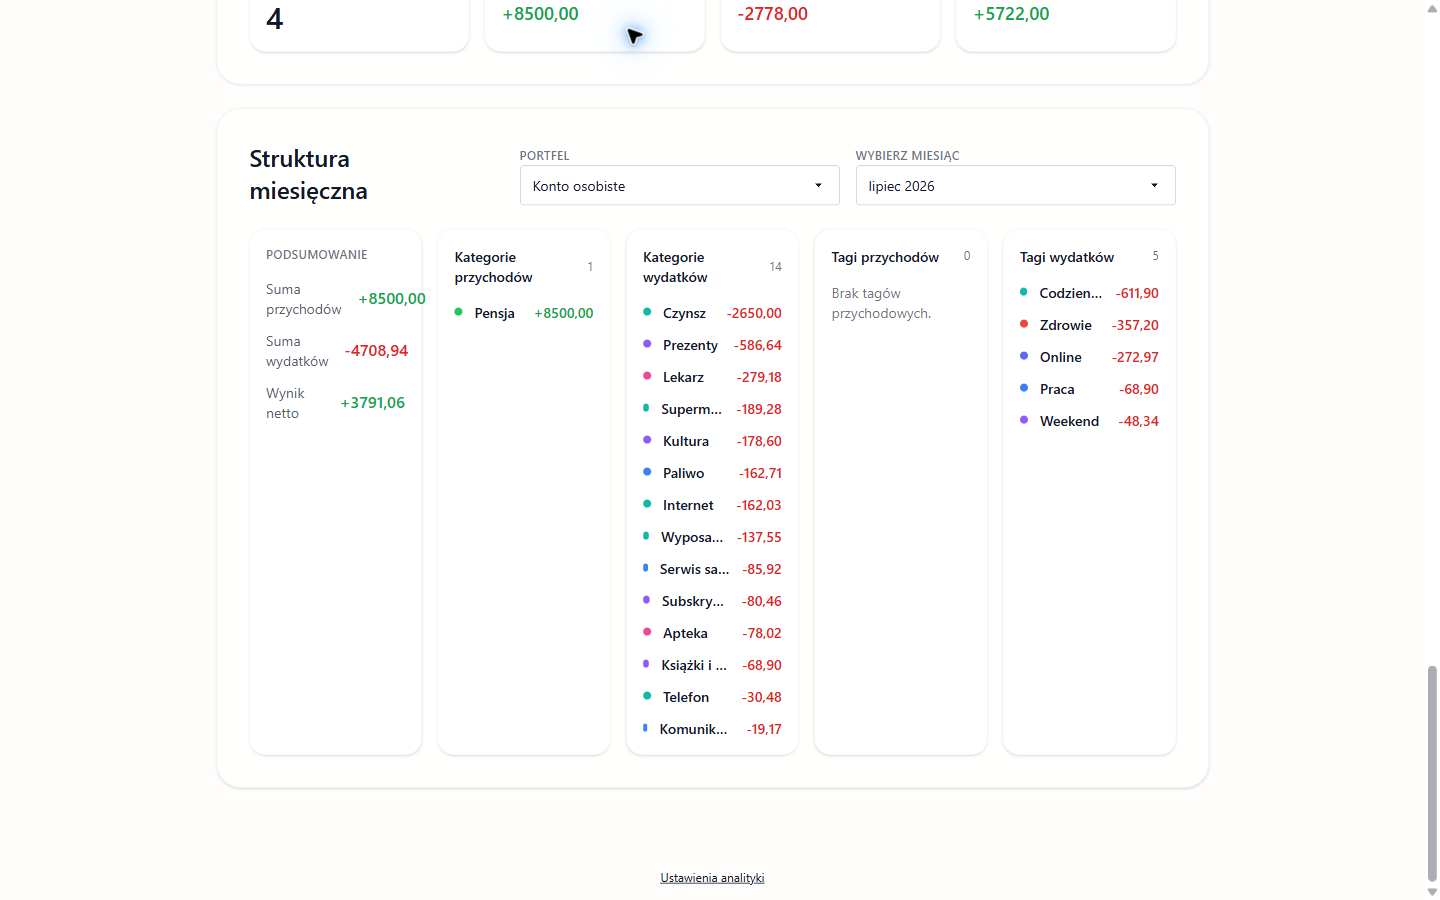 4
+8500,00
-2778,00
+5722,00
Struktura
miesięczna
PORTFEL
Konto osobiste
WYBIERZ MIESIĄC
lipiec 2026
PODSUMOWANIE
Suma
przychodów
+8500,00
Suma
wydatków
-4708,94
Wynik
netto
+3791,06
Kategorie
przychodów
1
Pensja +8500,00
Kategorie
wydatków
14
Czynsz -2650,00
Prezenty -586,64
Lekarz -279,18
Superm... -189,28
Kultura -178,60
Paliwo -162,71
Internet -162,03
Wyposa... -137,55
Serwis sa... -85,92
Subskry... -80,46
Apteka -78,02
Książki i ... -68,90
Telefon -30,48
Komunik... -19,17
Tagi przychodów 0
Brak tagów
przychodowych.
Tagi wydatków 5
Codzien... -611,90
Zdrowie -357,20
Online -272,97
Praca -68,90
Weekend -48,34
Ustawienia analityki